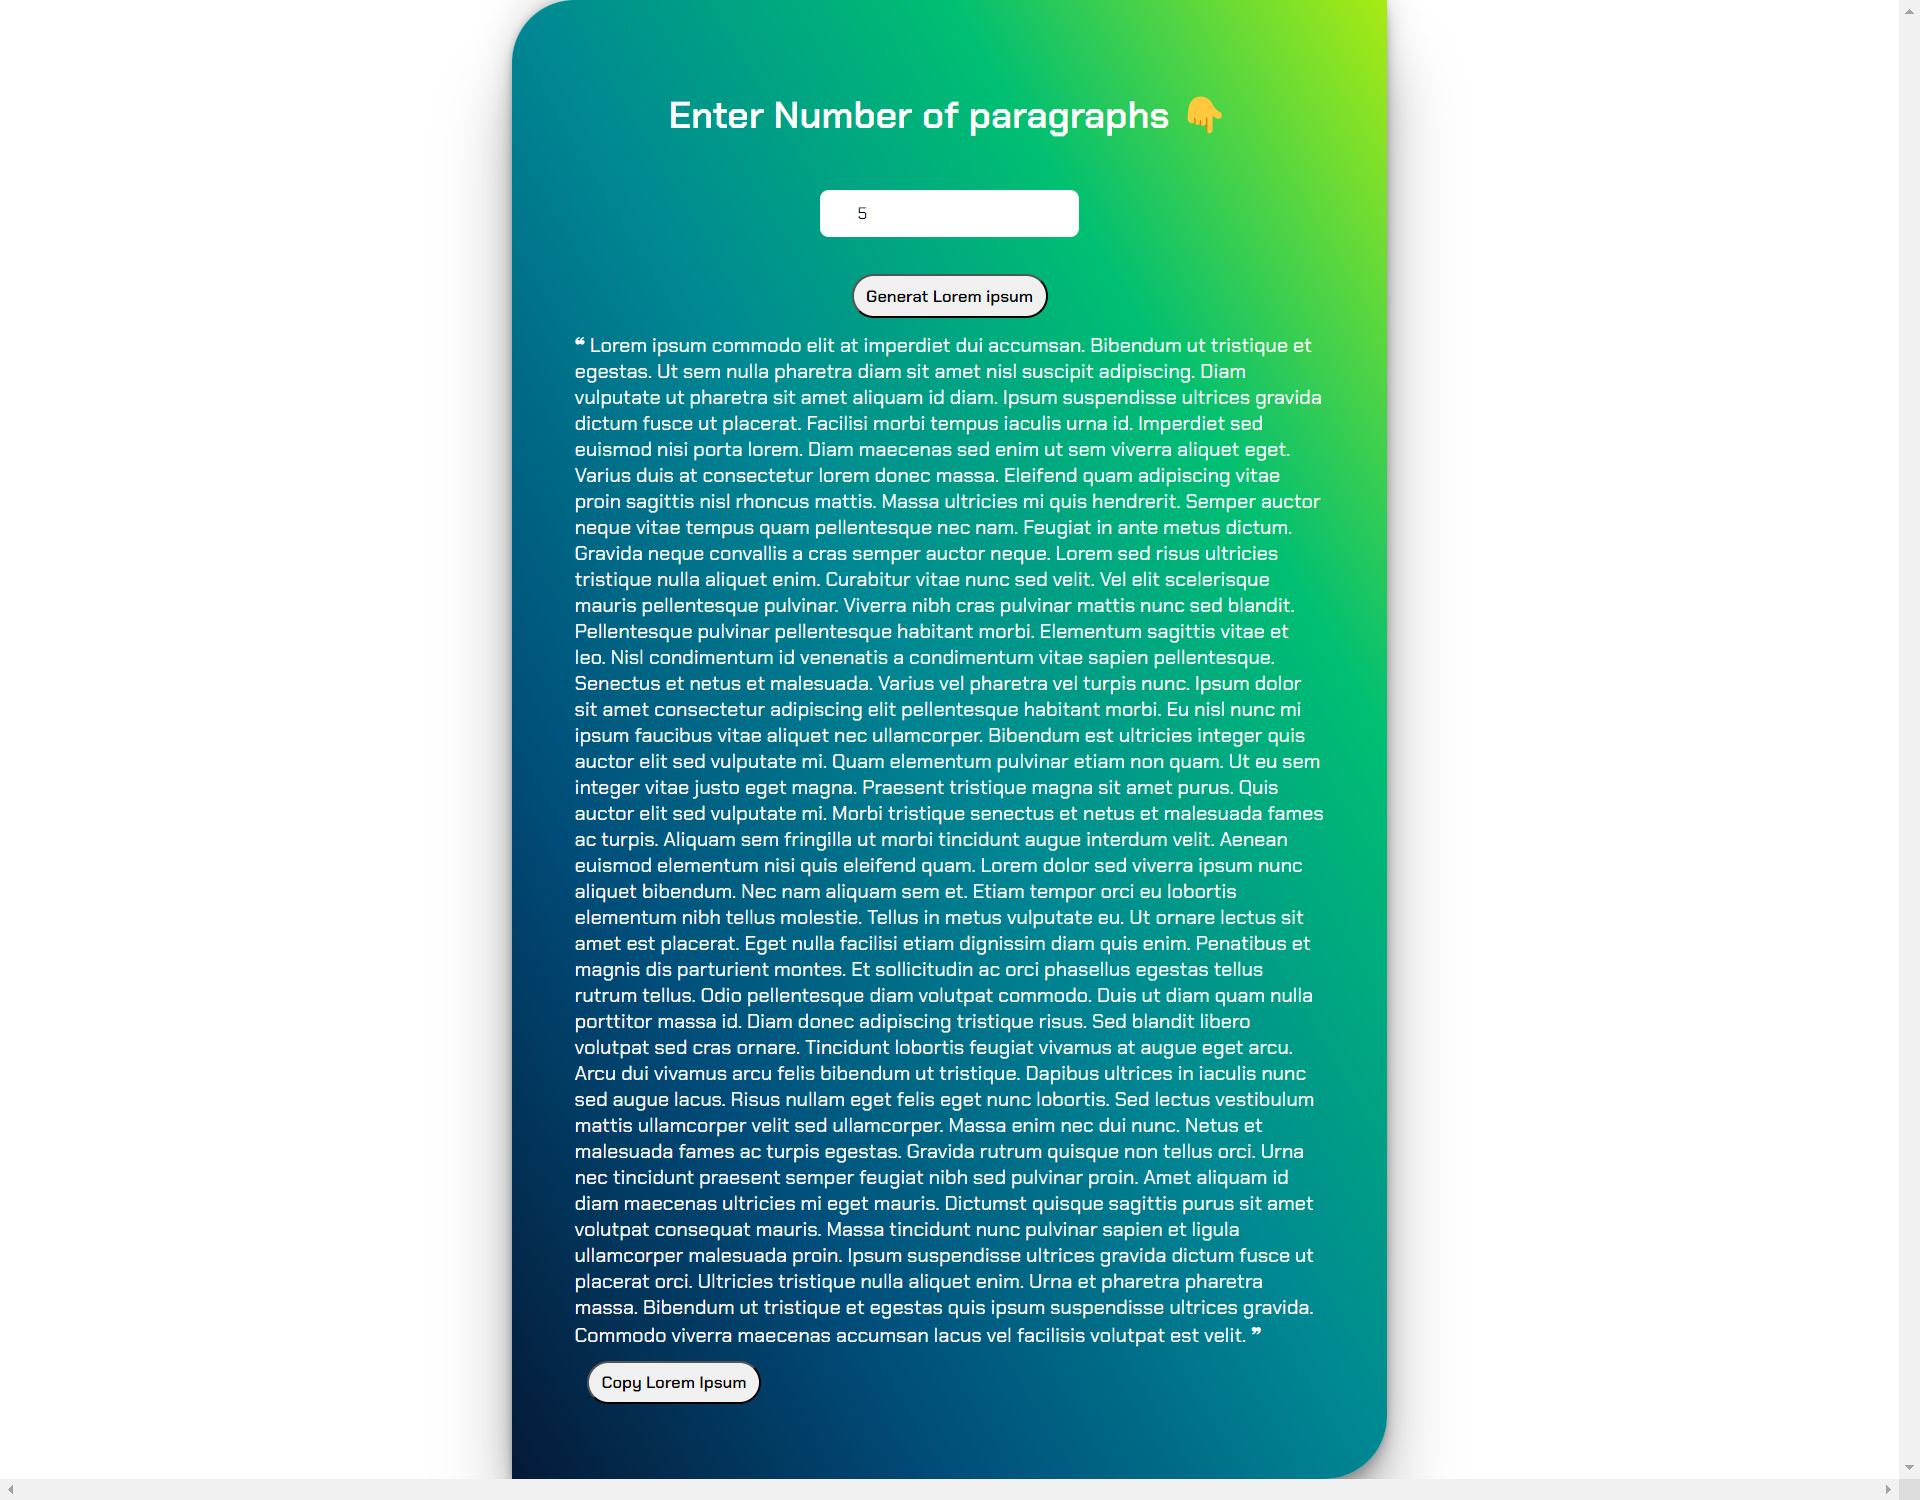 Enter Number of paragraphs 👇
5
Generat Lorem ipsum
❝ Lorem ipsum commodo elit at imperdiet dui accumsan. Bibendum ut tristique et
egestas. Ut sem nulla pharetra diam sit amet nisl suscipit adipiscing. Diam
vulputate ut pharetra sit amet aliquam id diam. Ipsum suspendisse ultrices gravida
dictum fusce ut placerat. Facilisi morbi tempus iaculis urna id. Imperdiet sed
euismod nisi porta lorem. Diam maecenas sed enim ut sem viverra aliquet eget.
Varius duis at consectetur lorem donec massa. Eleifend quam adipiscing vitae
proin sagittis nisl rhoncus mattis. Massa ultricies mi quis hendrerit. Semper auctor
neque vitae tempus quam pellentesque nec nam. Feugiat in ante metus dictum.
Gravida neque convallis a cras semper auctor neque. Lorem sed risus ultricies
tristique nulla aliquet enim. Curabitur vitae nunc sed velit. Vel elit scelerisque
mauris pellentesque pulvinar. Viverra nibh cras pulvinar mattis nunc sed blandit.
Pellentesque pulvinar pellentesque habitant morbi. Elementum sagittis vitae et
leo. Nisl condimentum id venenatis a condimentum vitae sapien pellentesque.
Senectus et netus et malesuada. Varius vel pharetra vel turpis nunc. Ipsum dolor
sit amet consectetur adipiscing elit pellentesque habitant morbi. Eu nisl nunc mi
ipsum faucibus vitae aliquet nec ullamcorper. Bibendum est ultricies integer quis
auctor elit sed vulputate mi. Quam elementum pulvinar etiam non quam. Ut eu sem
integer vitae justo eget magna. Praesent tristique magna sit amet purus. Quis
auctor elit sed vulputate mi. Morbi tristique senectus et netus et malesuada fames
ac turpis. Aliquam sem fringilla ut morbi tincidunt augue interdum velit. Aenean
euismod elementum nisi quis eleifend quam. Lorem dolor sed viverra ipsum nunc
aliquet bibendum. Nec nam aliquam sem et. Etiam tempor orci eu lobortis
elementum nibh tellus molestie. Tellus in metus vulputate eu. Ut ornare lectus sit
amet est placerat. Eget nulla facilisi etiam dignissim diam quis enim. Penatibus et
magnis dis parturient montes. Et sollicitudin ac orci phasellus egestas tellus
rutrum tellus. Odio pellentesque diam volutpat commodo. Duis ut diam quam nulla
porttitor massa id. Diam donec adipiscing tristique risus. Sed blandit libero
volutpat sed cras ornare. Tincidunt lobortis feugiat vivamus at augue eget arcu.
Arcu dui vivamus arcu felis bibendum ut tristique. Dapibus ultrices in iaculis nunc
sed augue lacus. Risus nullam eget felis eget nunc lobortis. Sed lectus vestibulum
mattis ullamcorper velit sed ullamcorper. Massa enim nec dui nunc. Netus et
malesuada fames ac turpis egestas. Gravida rutrum quisque non tellus orci. Urna
nec tincidunt praesent semper feugiat nibh sed pulvinar proin. Amet aliquam id
diam maecenas ultricies mi eget mauris. Dictumst quisque sagittis purus sit amet
volutpat consequat mauris. Massa tincidunt nunc pulvinar sapien et ligula
ullamcorper malesuada proin. Ipsum suspendisse ultrices gravida dictum fusce ut
placerat orci. Ultricies tristique nulla aliquet enim. Urna et pharetra pharetra
massa. Bibendum ut tristique et egestas quis ipsum suspendisse ultrices gravida.
Commodo viverra maecenas accumsan lacus vel facilisis volutpat est velit. ❞
Copy Lorem Ipsum